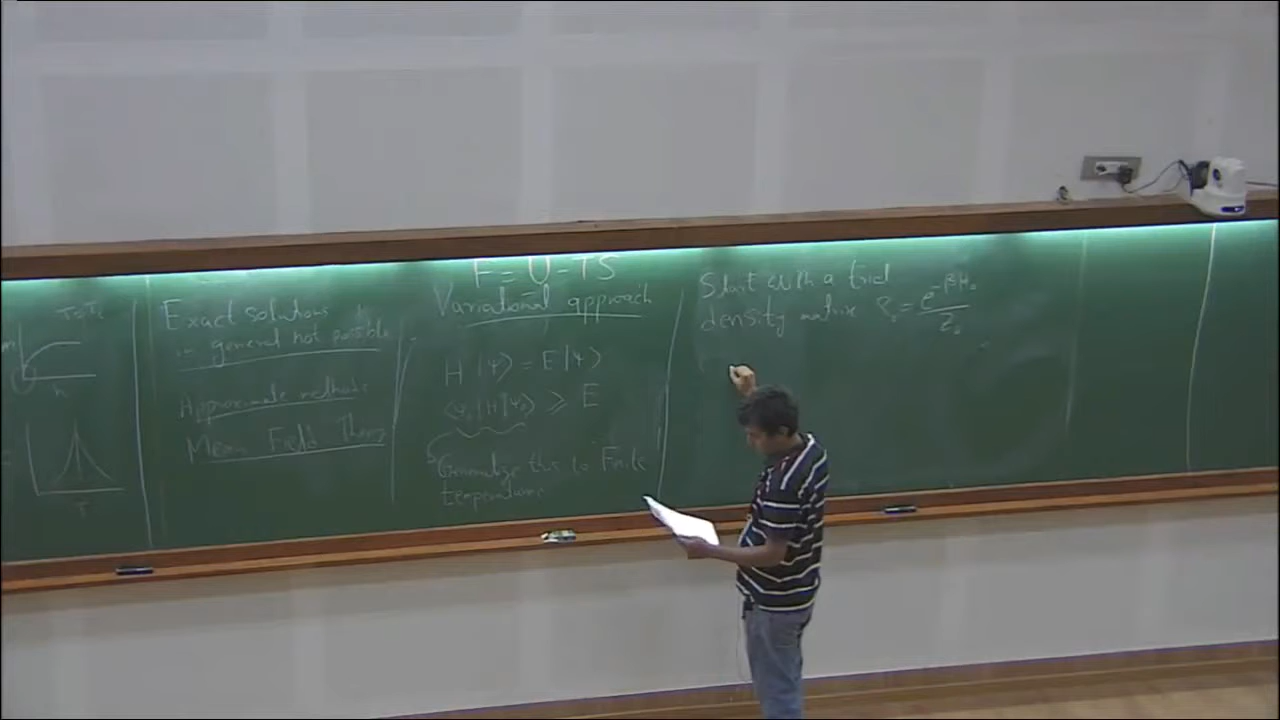 T=Tc
m
h
T
Exact solutions
in general not possible
Approximate methods
Mean Field Theory
F = U - TS
Variational approach
H |ψ⟩ = E |ψ⟩
⟨ψ₀|H|ψ₀⟩ ⩾ E
Generalize this to Finite
temperature
Start with a trial
density matrix ρ₀ = e^{-βH₀} / Z₀